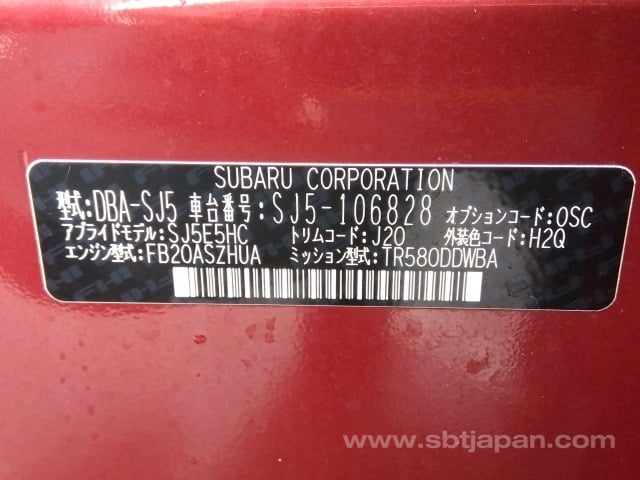 SUBARU CORPORATION
型式:DBA-SJ5 車台番号:SJ5-106828 オプションコード:OSC
アプライドモデル:SJ5E5HC トリムコード:J20 外装色コード:H2Q
エンジン型式:FB20ASZHUA ミッション型式:TR580DDWBA
www.sbtjapan.com